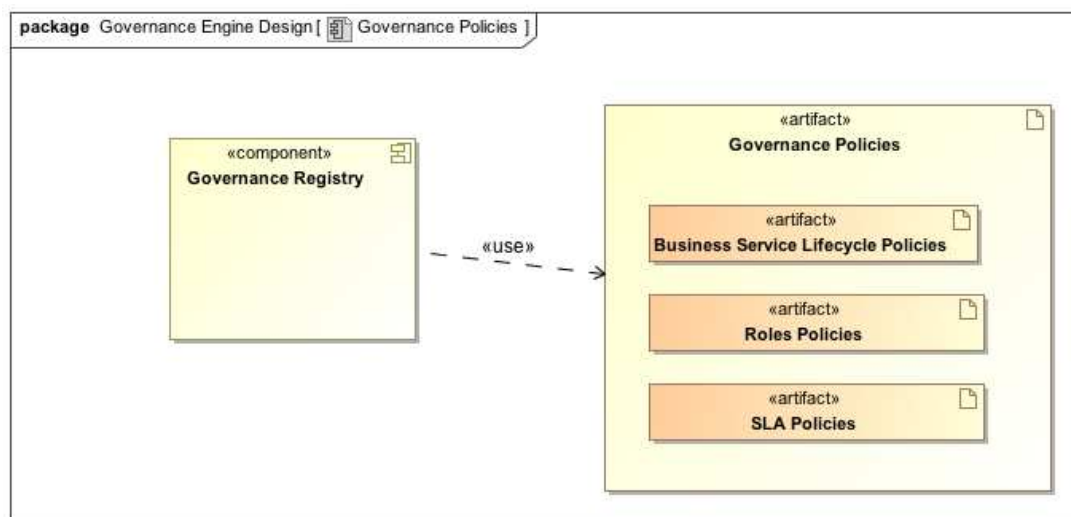 package Governance Engine Design [ Governance Policies ]
«component»
Governance Registry
«use»
«artifact»
Governance Policies
«artifact»
Business Service Lifecycle Policies
«artifact»
Roles Policies
«artifact»
SLA Policies